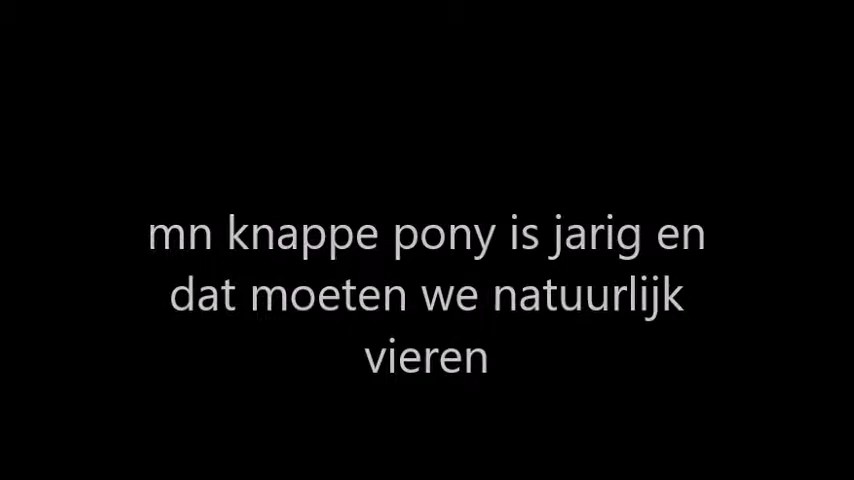 mn knappe pony is jarig en
dat moeten we natuurlijk
vieren